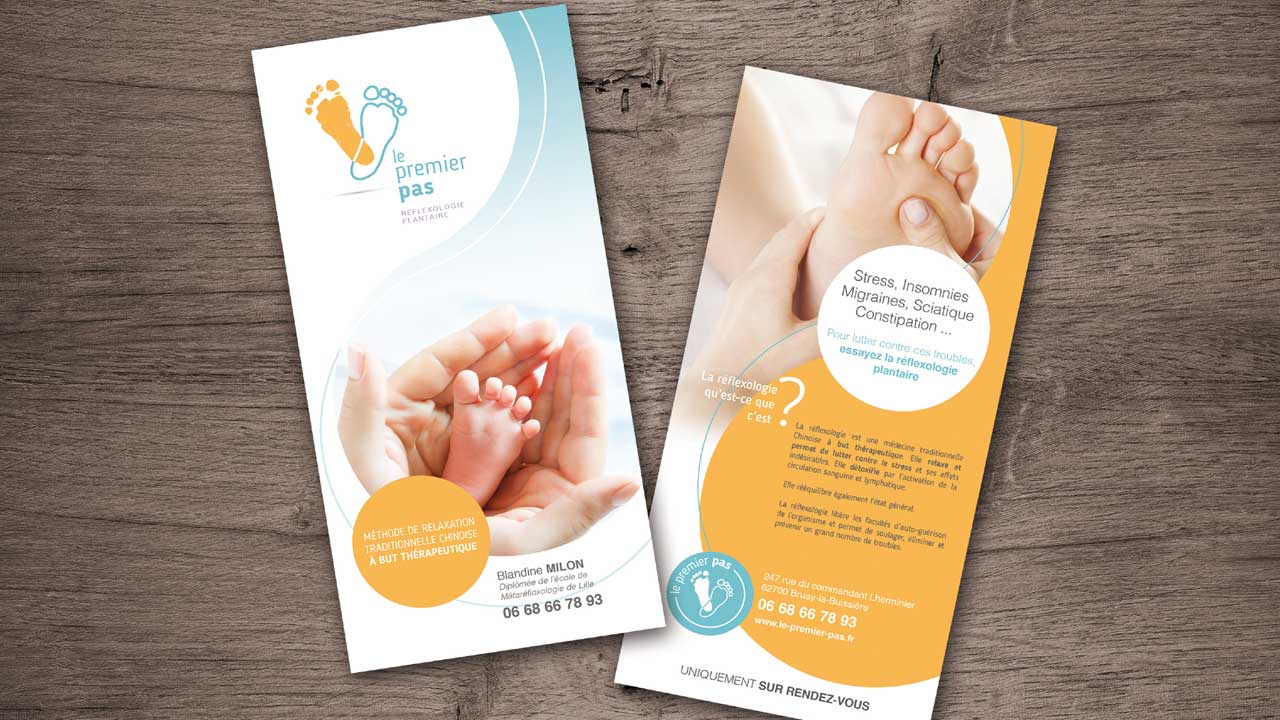 le
premier
pas
RÉFLEXOLOGIE
PLANTAIRE
MÉTHODE DE RELAXATION
TRADITIONNELLE CHINOISE
À BUT THÉRAPEUTIQUE
Blandine MILON
Diplômée de l'école de
Métaréflexologie de Lille
06 68 66 78 93
Stress, Insomnies
Migraines, Sciatique
Constipation ...
Pour lutter contre ces troubles,
essayez la réflexologie
plantaire
La réflexologie
qu'est-ce que
c'est ?
La réflexologie est une médecine traditionnelle
Chinoise à but thérapeutique. Elle relaxe et
permet de lutter contre le stress et ses effets
indésirables. Elle détoxifie par l'activation de la
circulation sanguine et lymphatique.
Elle rééquilibre également l'état général.
La réflexologie libère les facultés d'auto-guérison
de l'organisme et permet de soulager, éliminer et
prévenir un grand nombre de troubles.
le premier pas
247 rue du commandant Lherminier
62700 Bruay-la-Buissière
06 68 66 78 93
www.le-premier-pas.fr
UNIQUEMENT SUR RENDEZ-VOUS